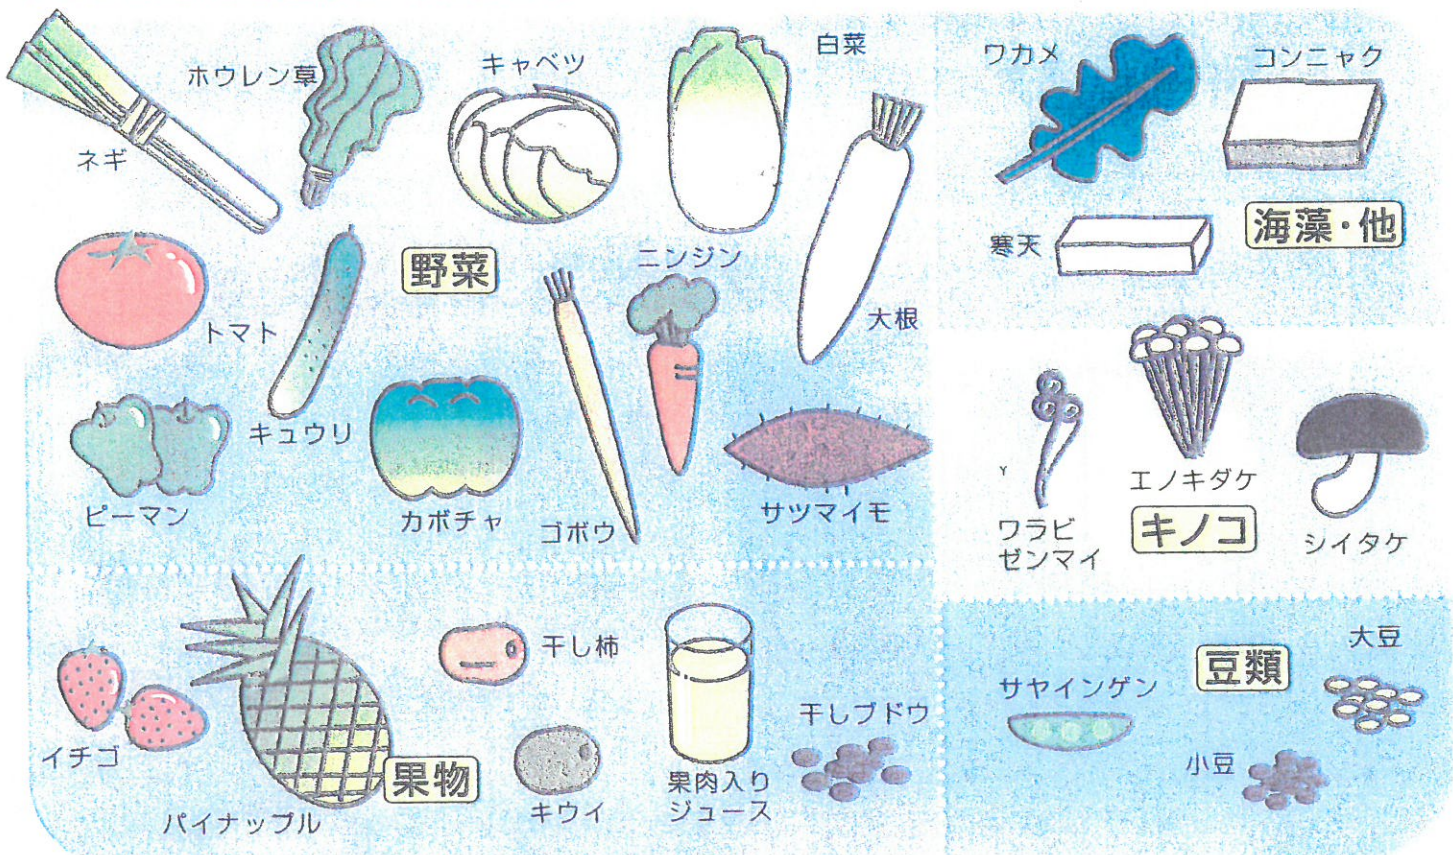 野菜
ネギ
ホウレン草
キャベツ
白菜
トマト
キュウリ
ニンジン
大根
ピーマン
カボチャ
ゴボウ
サツマイモ
海藻・他
ワカメ
コンニャク
寒天
キノコ
ワラビ
ゼンマイ
エノキダケ
シイタケ
果物
イチゴ
パイナップル
干し柿
キウイ
果肉入り
ジュース
干しブドウ
豆類
サヤインゲン
大豆
小豆